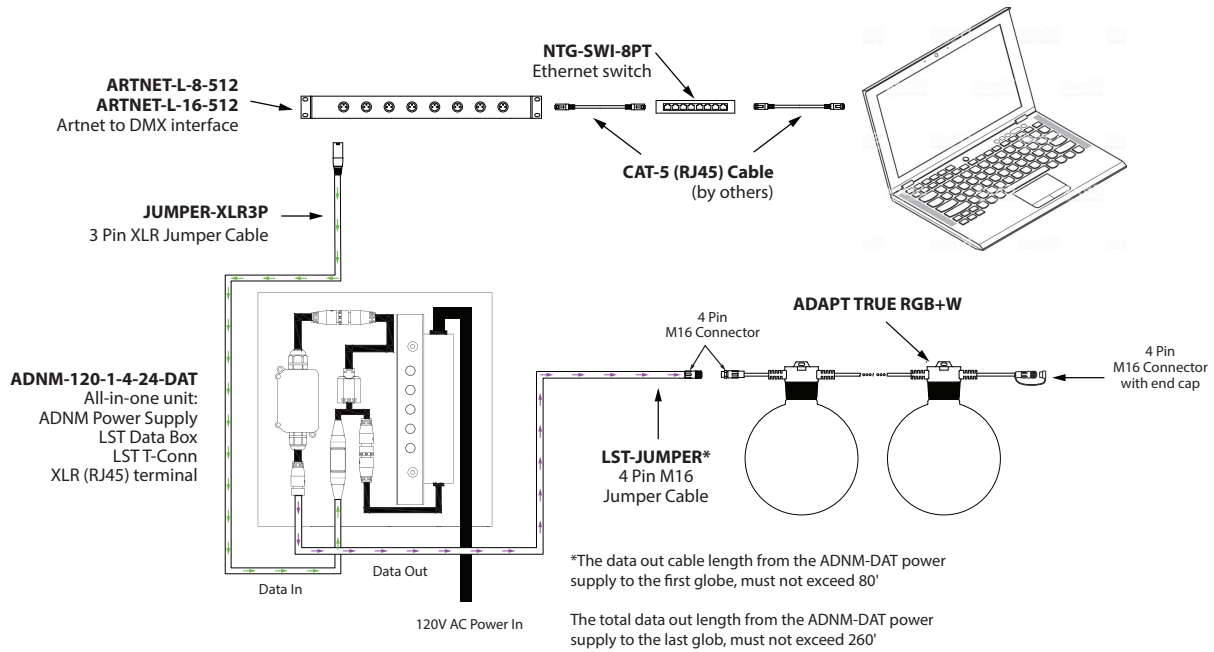 NTG-SWI-8PT
Ethernet switch
ARTNET-L-8-512
ARTNET-L-16-512
Artnet to DMX interface
CAT-5 (RJ45) Cable
(by others)
JUMPER-XLR3P
3 Pin XLR Jumper Cable
ADAPT TRUE RGB+W
4 Pin
M16 Connector
4 Pin
M16 Connector
with end cap
ADNM-120-1-4-24-DAT
All-in-one unit:
ADNM Power Supply
LST Data Box
LST T-Conn
XLR (RJ45) terminal
LST-JUMPER*
4 Pin M16
Jumper Cable
Data In
Data Out
120V AC Power In
*The data out cable length from the ADNM-DAT power
supply to the first globe, must not exceed 80'
The total data out length from the ADNM-DAT power
supply to the last glob, must not exceed 260'